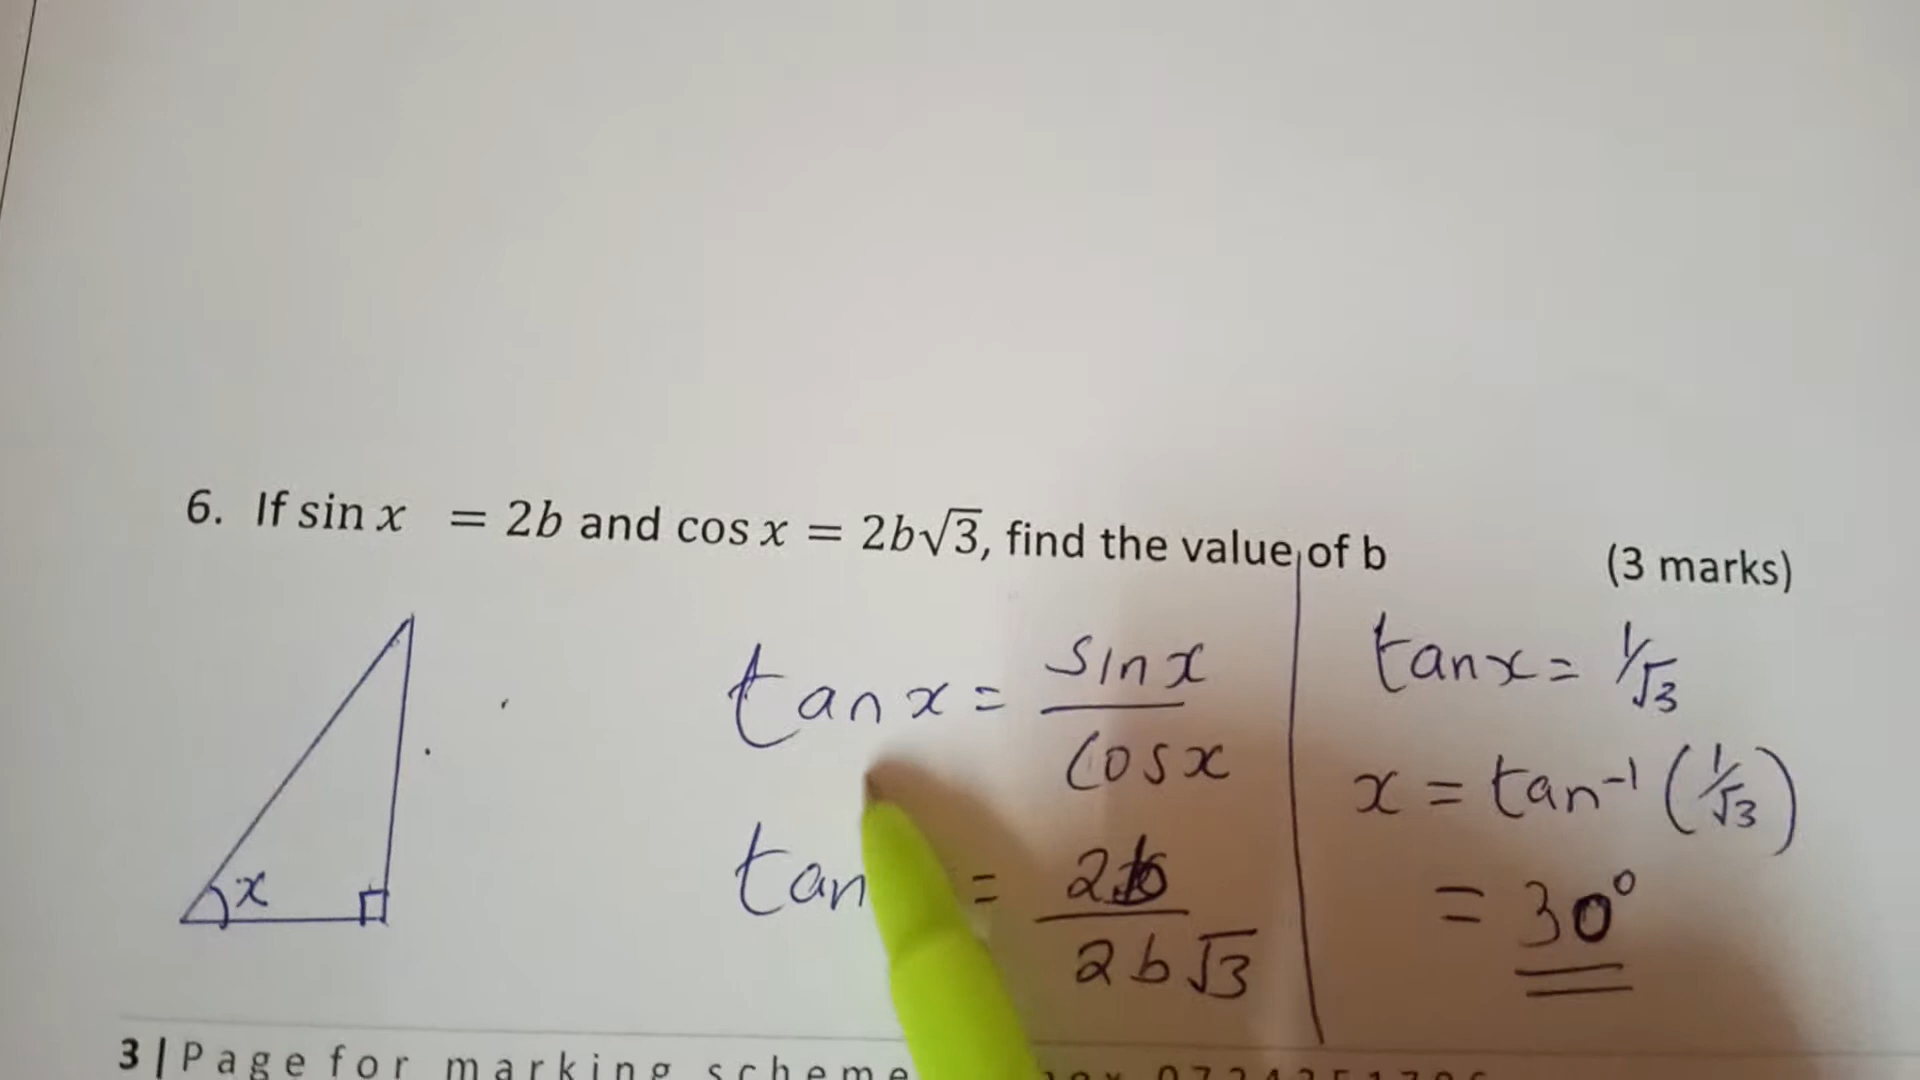 6. If sin x = 2b and cos x = 2b√3, find the value of b (3 marks)
x
tan x = sin x / cos x
tan = 2b / 2b√3
tan x = 1/√3
x = tan⁻¹ (1/√3)
= 30°
3 | Page for marking scheme